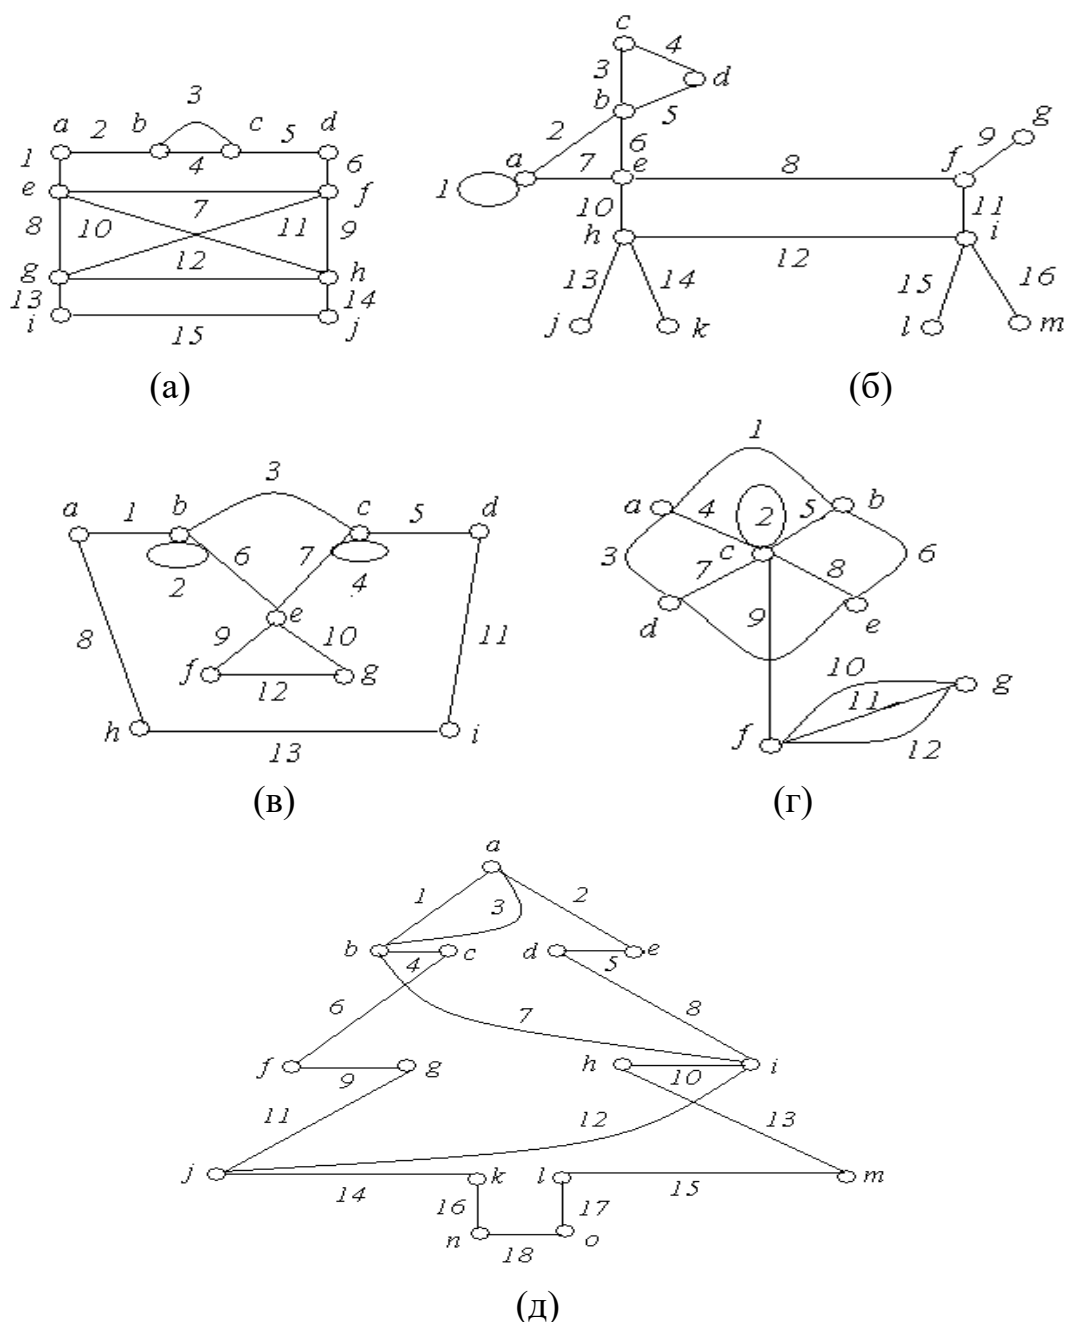 c
4
3
d
3
b
5
a 2 b c 5 d
g
9
4
2
6
1
6
a 7 e
8
f
e
7
f
1
8 10
11 9
10
11
h
i
g
12
h
12
13
14
13
14
15
16
i
15
j
j
k
l
m
(а)
(б)
1
3
a 1 b
c 5 d
a 4 2 5 b
6 7
c
2
4
3
7
8
6
e
9
d
e
8
9
10
11
f
g
10
g
12
11
h
i
f
12
13
(в)
(г)
a
1
2
3
b
c
d
e
4
5
6
7
8
f
g
h
i
9
10
11
12
13
j
k
l
m
14
15
16
17
n
o
18
(д)